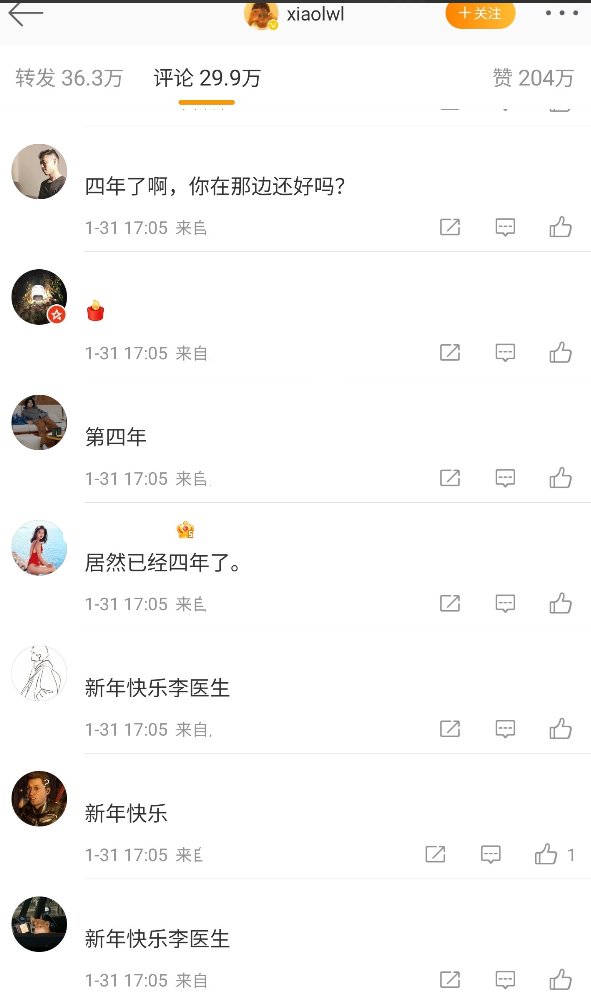 xiaolwl
+ 关注
转发 36.3万 评论 29.9万 赞 204万
四年了啊，你在那边还好吗？
1-31 17:05 来自
1-31 17:05 来自
第四年
1-31 17:05 来自
居然已经四年了。
1-31 17:05 来自
新年快乐李医生
1-31 17:05 来自
新年快乐
1-31 17:05 来自
1
新年快乐李医生
1-31 17:05 来自